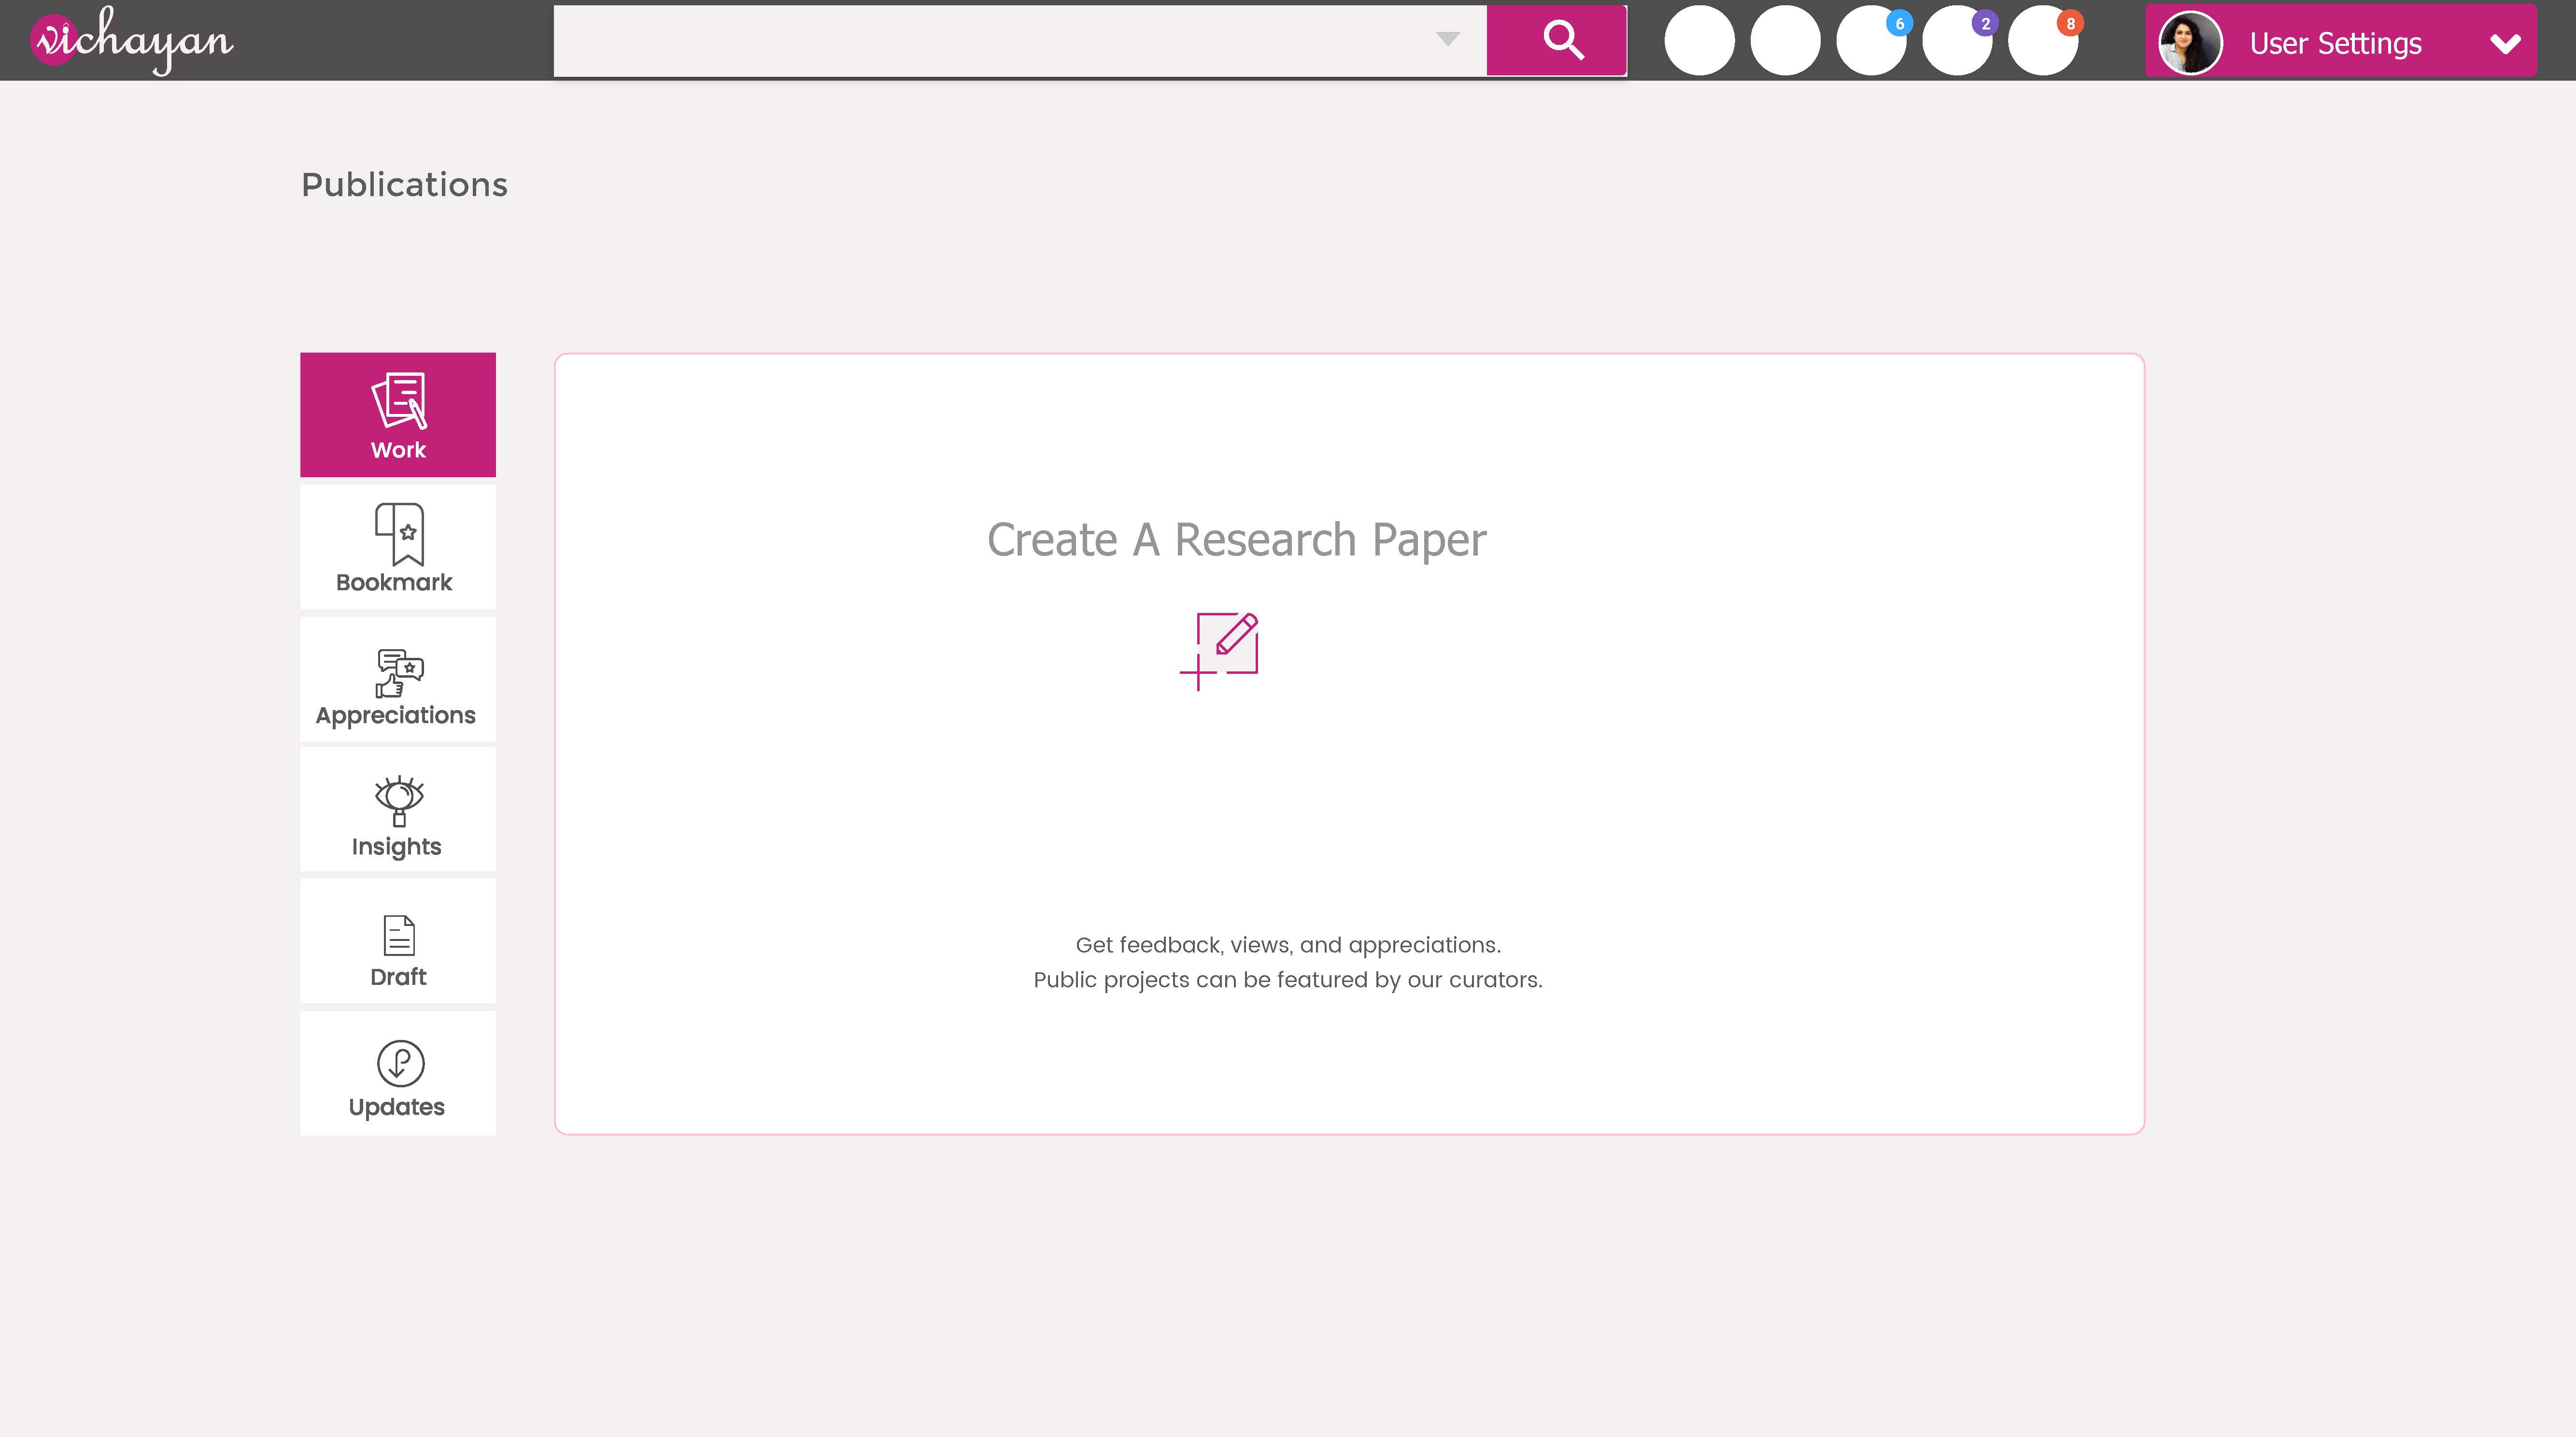 vichayan
6
2
8
User Settings
Publications
Work
Bookmark
Appreciations
Insights
Draft
Updates
Create A Research Paper
Get feedback, views, and appreciations.
Public projects can be featured by our curators.